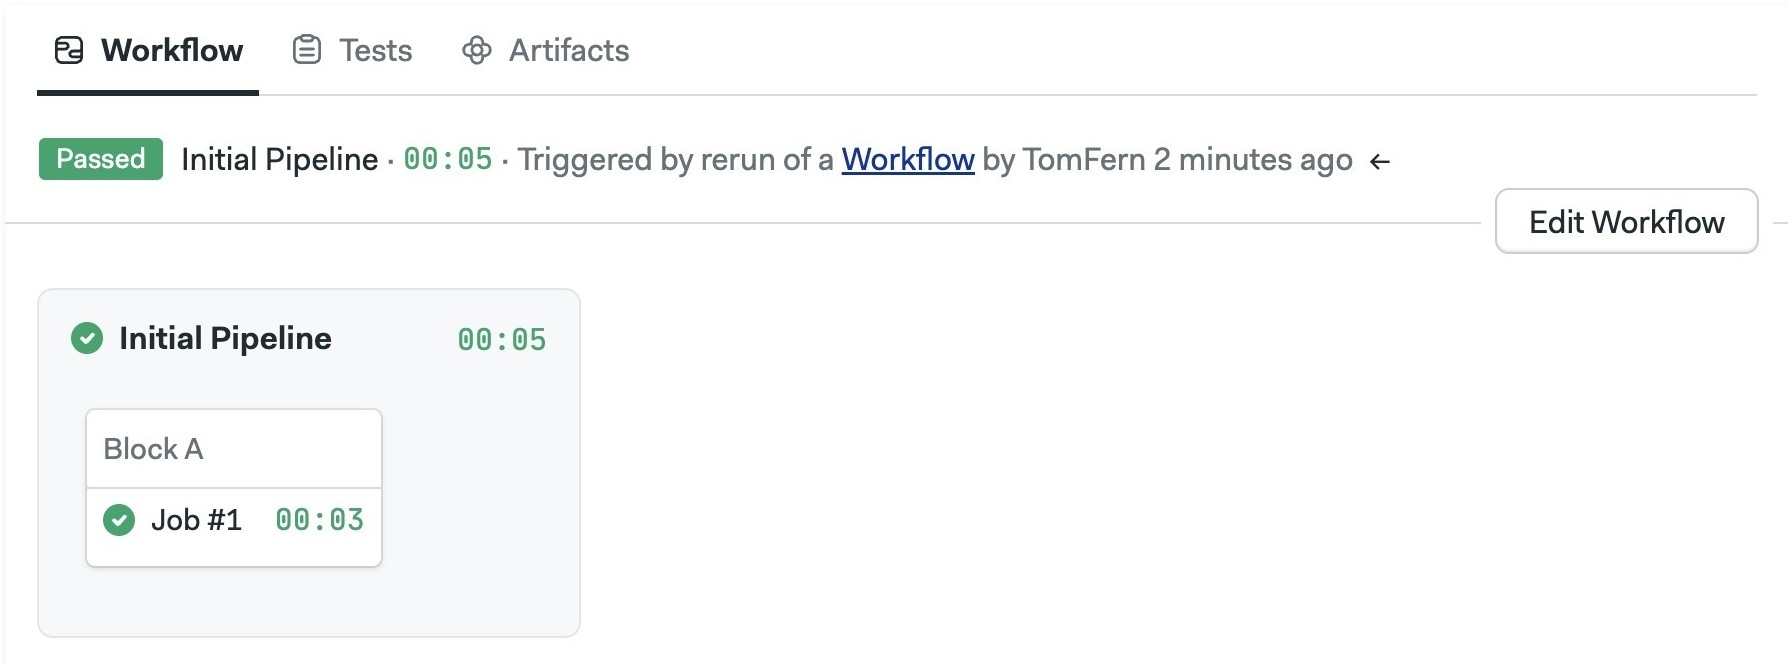 Workflow Tests Artifacts
Passed Initial Pipeline · 00:05 · Triggered by rerun of a Workflow by TomFern 2 minutes ago ←
Edit Workflow
Initial Pipeline 00:05
Block A
Job #1 00:03